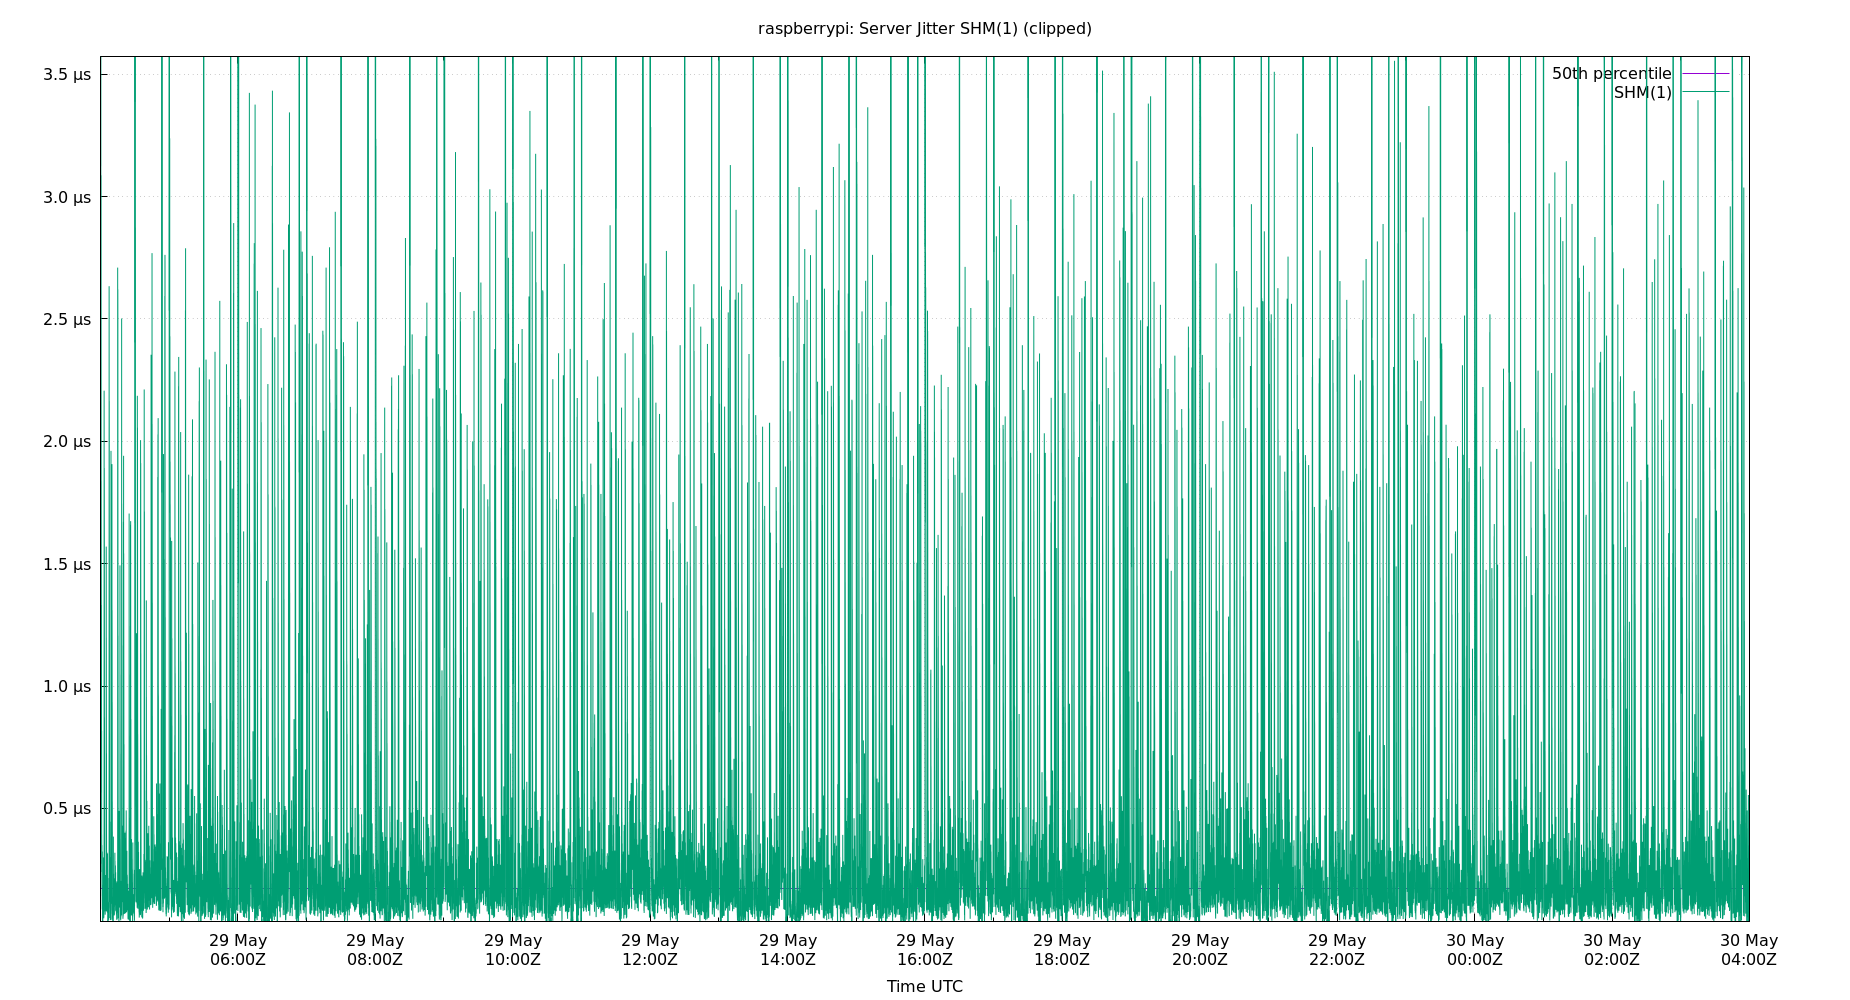 raspberrypi: Server Jitter SHM(1) (clipped)
3.5 µs
50th percentile
SHM(1)
3.0 µs
2.5 µs
2.0 µs
1.5 µs
1.0 µs
0.5 µs
29 May 29 May 29 May 29 May 29 May 29 May 29 May 29 May 29 May 30 May 30 May 30 May
06:00Z 08:00Z 10:00Z 12:00Z 14:00Z 16:00Z 18:00Z 20:00Z 22:00Z 00:00Z 02:00Z 04:00Z
Time UTC